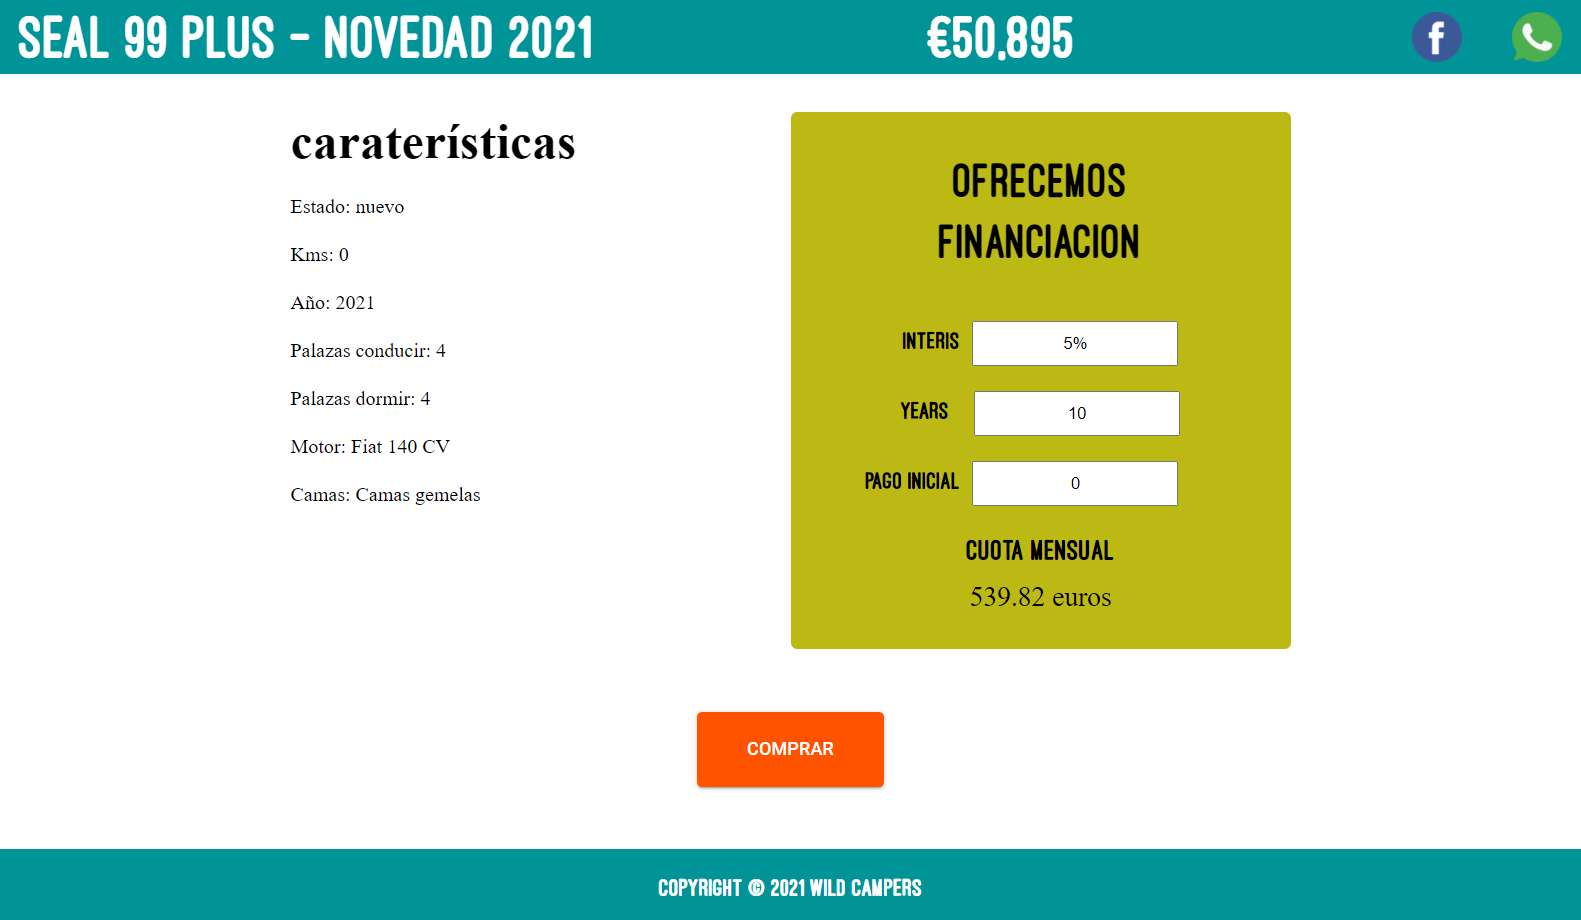 SEAL 99 PLUS - NOVEDAD 2021
€50,895
caraterísticas
Estado: nuevo
Kms: 0
Año: 2021
Palazas conducir: 4
Palazas dormir: 4
Motor: Fiat 140 CV
Camas: Camas gemelas
OFRECEMOS
FINANCIACION
INTERIS 5%
YEARS 10
PAGO INICIAL 0
CUOTA MENSUAL
539.82 euros
COMPRAR
COPYRIGHT © 2021 WILD CAMPERS